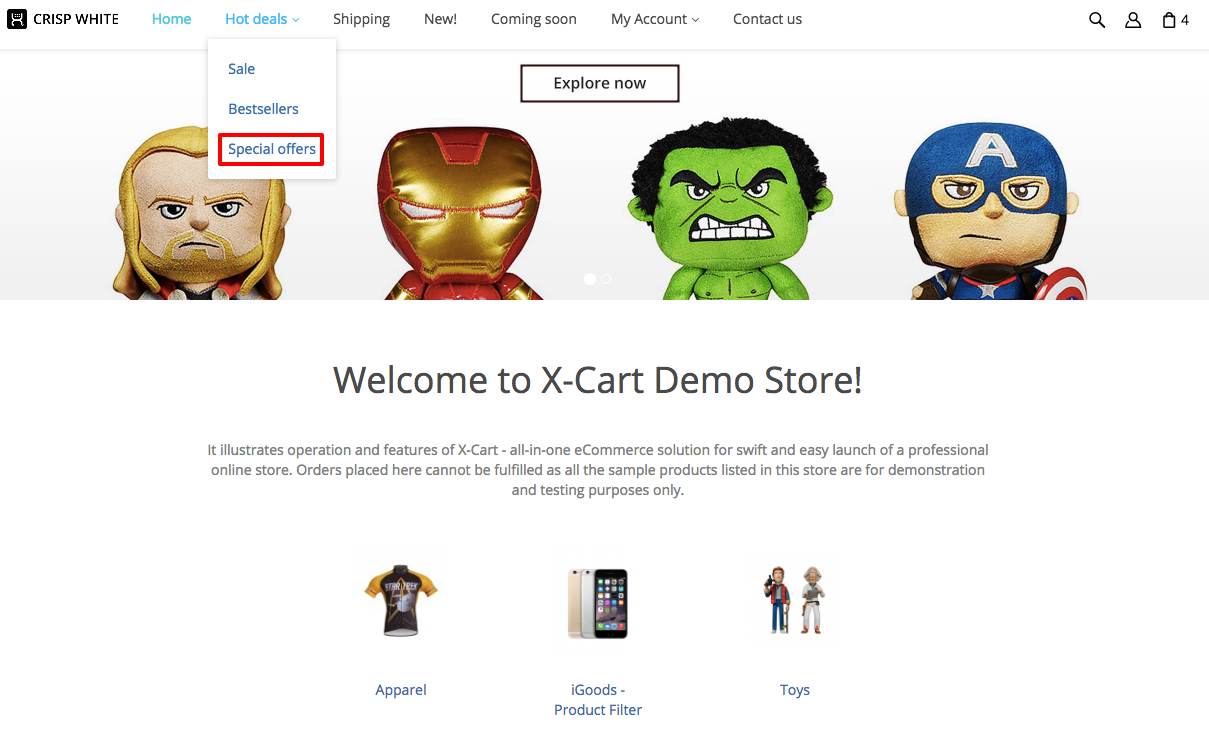 CRISP WHITE Home Hot deals Shipping New! Coming soon My Account Contact us 4
Sale
Bestsellers
Special offers
Explore now
A
Welcome to X-Cart Demo Store!
It illustrates operation and features of X-Cart - all-in-one eCommerce solution for swift and easy launch of a professional
online store. Orders placed here cannot be fulfilled as all the sample products listed in this store are for demonstration
and testing purposes only.
STAR TREK
Apparel
iGoods -
Product Filter
Toys